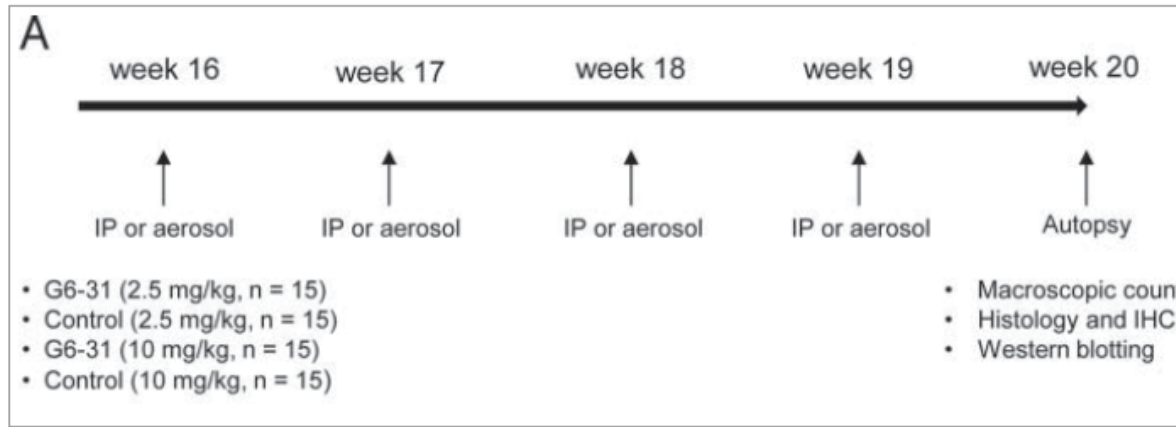 A
week 16 week 17 week 18 week 19 week 20
IP or aerosol IP or aerosol IP or aerosol IP or aerosol Autopsy
• G6-31 (2.5 mg/kg, n = 15)
• Control (2.5 mg/kg, n = 15)
• G6-31 (10 mg/kg, n = 15)
• Control (10 mg/kg, n = 15)
• Macroscopic coun
• Histology and IHC
• Western blotting